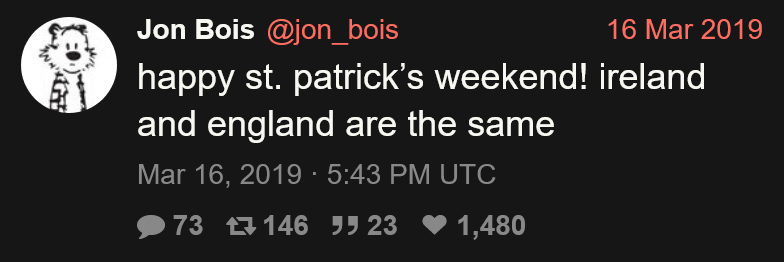 Jon Bois @jon_bois 16 Mar 2019
happy st. patrick’s weekend! ireland
and england are the same
Mar 16, 2019 · 5:43 PM UTC
73 146 23 1,480